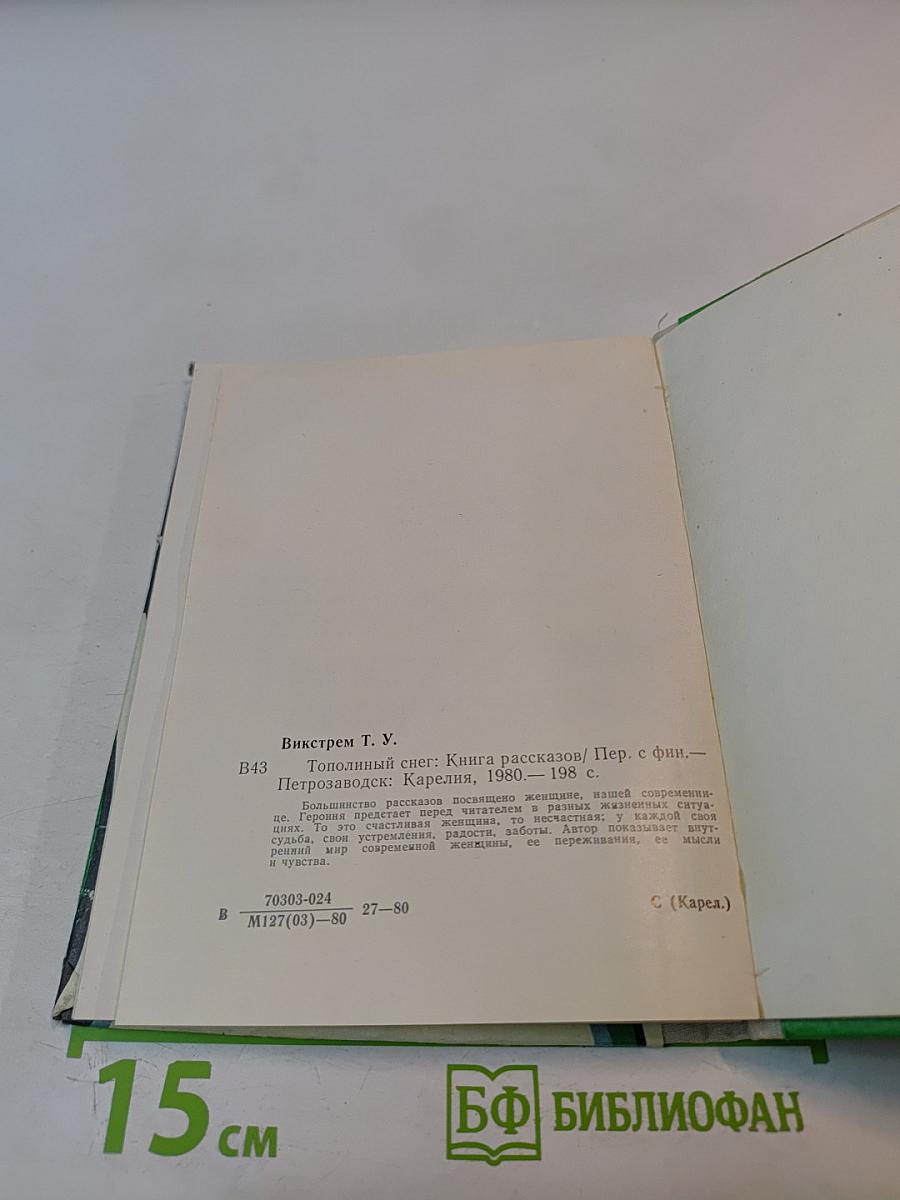 Викстрем Т. У.
В43 Тополиный снег: Книга рассказов/ Пер. с фин.—
Петрозаводск: Карелия, 1980.— 198 с.
Большинство рассказов посвящено женщине, нашей современни-
це. Героиня предстает перед читателем в разных жизненных ситуа-
циях. То это счастливая женщина, то несчастная; у каждой своя
судьба, свои устремления, радости, заботы. Автор показывает внут-
ренний мир современной женщины, ее переживания, ее мысли
и чувства.
70303-024
В 27—80
М127(03)—80
С (Карел.)
15 см
БФ БИБЛИОФАН